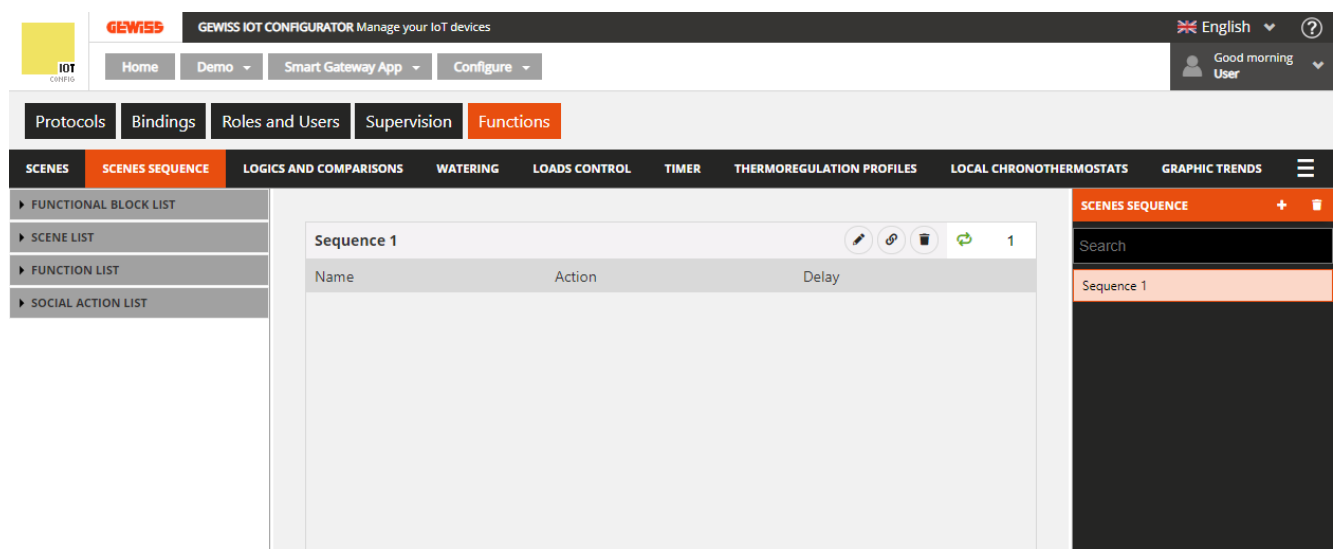 GEWISS
GEWISS IOT CONFIGURATOR Manage your IoT devices
English
?
IOT
CONFIG
Home
Demo
Smart Gateway App
Configure
Good morning
User
Protocols
Bindings
Roles and Users
Supervision
Functions
SCENES
SCENES SEQUENCE
LOGICS AND COMPARISONS
WATERING
LOADS CONTROL
TIMER
THERMOREGULATION PROFILES
LOCAL CHRONOTHERMOSTATS
GRAPHIC TRENDS
FUNCTIONAL BLOCK LIST
SCENE LIST
FUNCTION LIST
SOCIAL ACTION LIST
Sequence 1
1
Name
Action
Delay
SCENES SEQUENCE
+
Search
Sequence 1